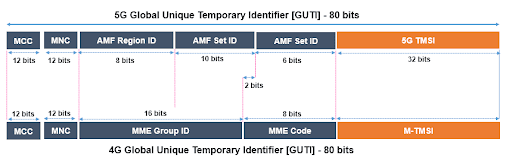 5G Global Unique Temporary Identifier [GUTI] - 80 bits
MCC MNC AMF Region ID AMF Set ID AMF Set ID 5G TMSI
12 bits 12 bits 8 bits 10 bits 6 bits 32 bits
2 bits
12 bits 12 bits 16 bits 8 bits
MCC MNC MME Group ID MME Code M-TMSI
4G Global Unique Temporary Identifier [GUTI] - 80 bits